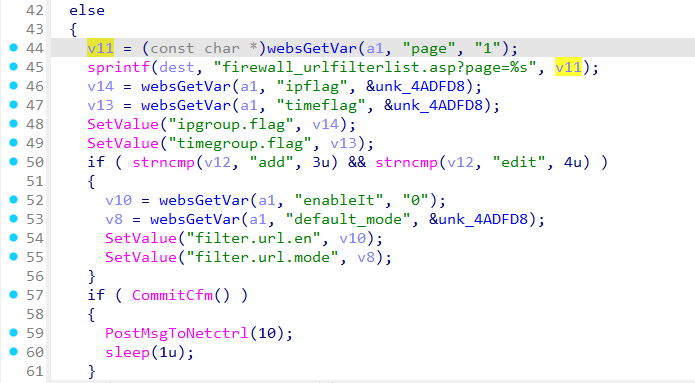 42 else
43 {
44 v11 = (const char *)websGetVar(a1, "page", "1");
45 sprintf(dest, "firewall_urlfilterlist.asp?page=%s", v11);
46 v14 = websGetVar(a1, "ipflag", &unk_4ADFD8);
47 v13 = websGetVar(a1, "timeflag", &unk_4ADFD8);
48 SetValue("ipgroup.flag", v14);
49 SetValue("timegroup.flag", v13);
50 if ( strncmp(v12, "add", 3u) && strncmp(v12, "edit", 4u) )
51 {
52 v10 = websGetVar(a1, "enableIt", "0");
53 v8 = websGetVar(a1, "default_mode", &unk_4ADFD8);
54 SetValue("filter.url.en", v10);
55 SetValue("filter.url.mode", v8);
56 }
57 if ( CommitCfm() )
58 {
59 PostMsgToNetctrl(10);
60 sleep(1u);
61 }